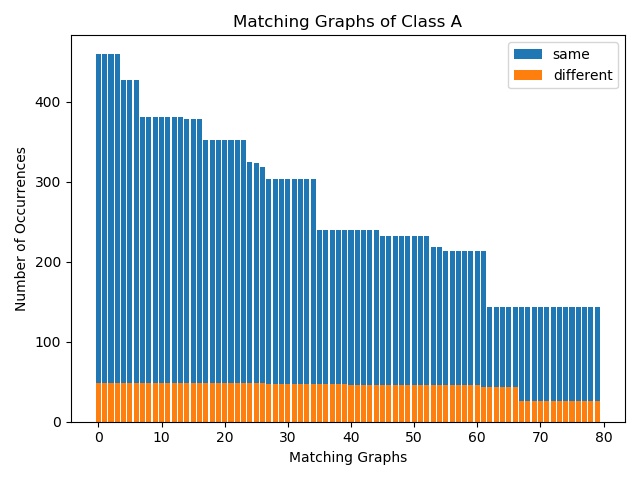 Matching Graphs of Class A
same
different
Number of Occurrences
400
300
200
100
0
0 10 20 30 40 50 60 70 80
Matching Graphs